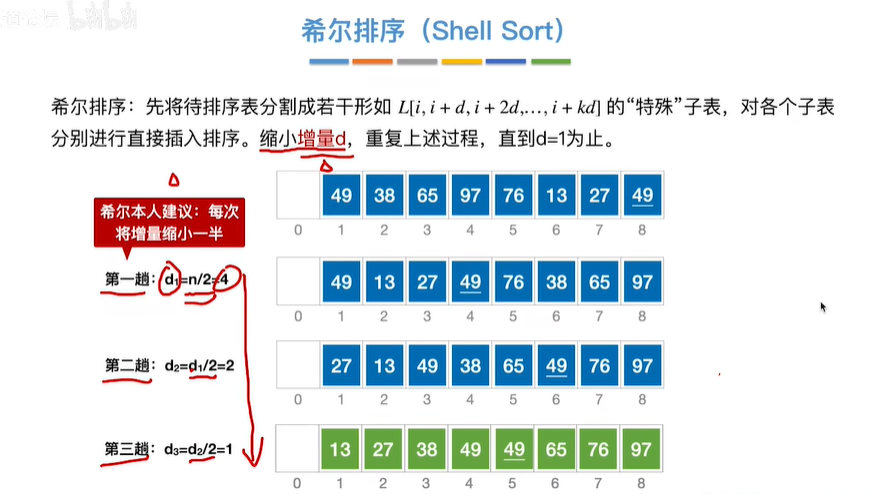 bilibili
希尔排序（Shell Sort）
希尔排序：先将待排序表分割成若干形如 L[i, i + d, i + 2d,…, i + kd] 的“特殊”子表，对各个子表
分别进行直接插入排序。缩小增量d，重复上述过程，直到d=1为止。
希尔本人建议：每次
将增量缩小一半
49 38 65 97 76 13 27 49
0 1 2 3 4 5 6 7 8
第一趟：d₁=n/2=4
49 13 27 49 76 38 65 97
0 1 2 3 4 5 6 7 8
第二趟：d₂=d₁/2=2
27 13 49 38 65 49 76 97
0 1 2 3 4 5 6 7 8
第三趟：d₃=d₂/2=1
13 27 38 49 49 65 76 97
0 1 2 3 4 5 6 7 8